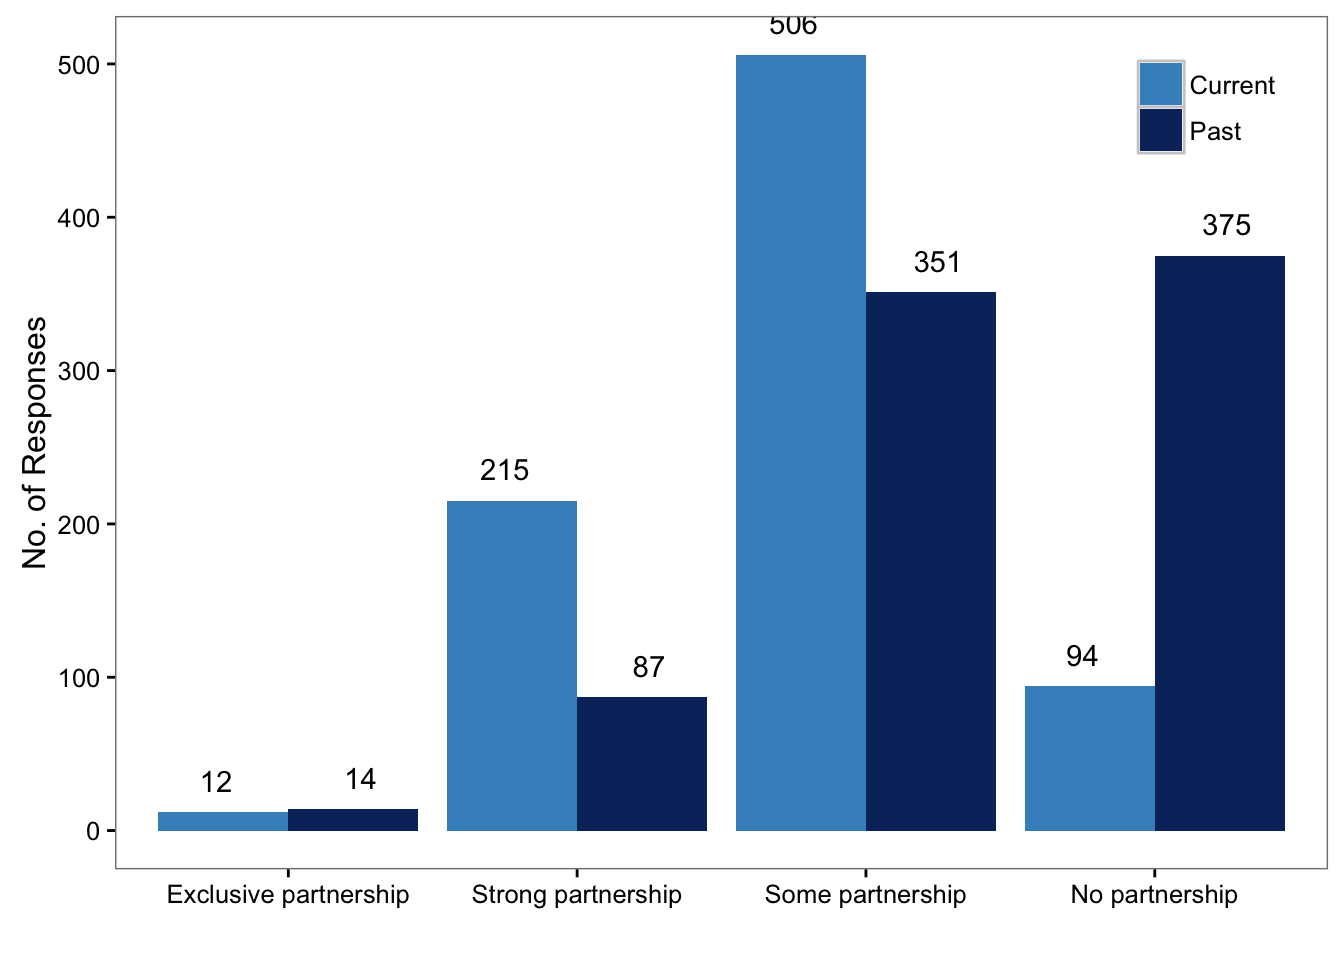 506
500
Current
Past
400
375
351
300
No. of Responses
215
200
94
87
100
12
14
0
Exclusive partnership
Strong partnership
Some partnership
No partnership